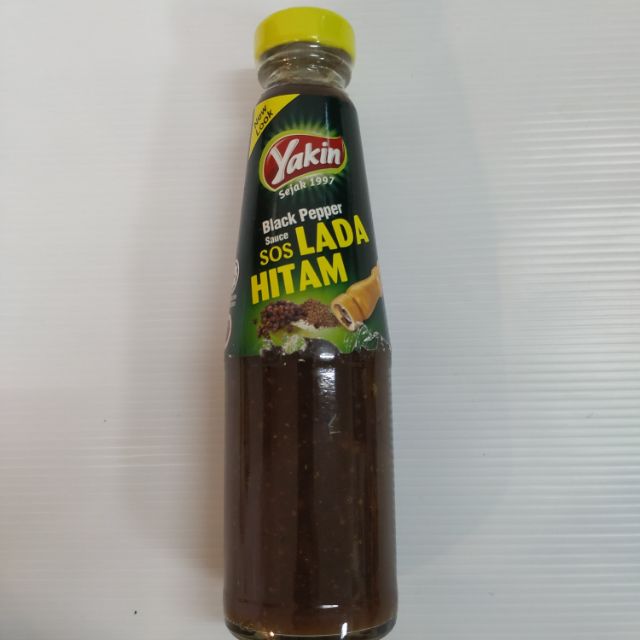 New
Look
Yakin
Sejak 1997
Black Pepper
Sauce
SOS LADA
HITAM